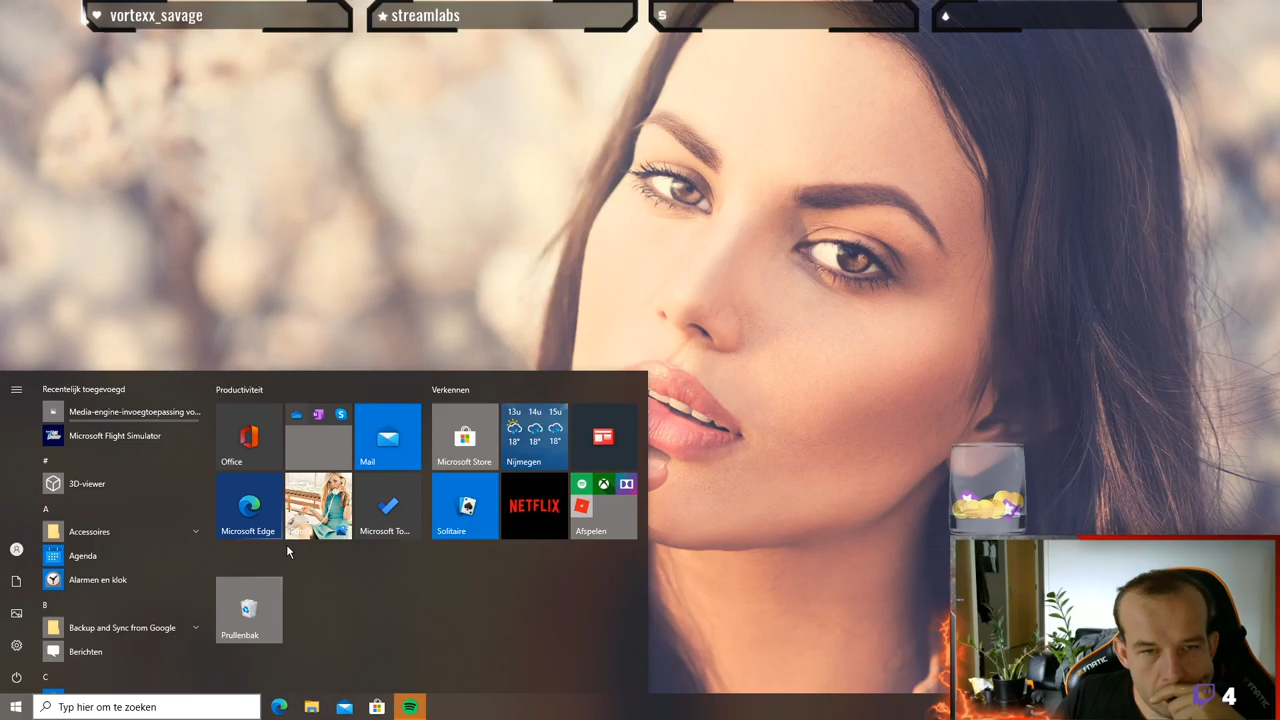 vortexx_savage
streamlabs
Recentelijk toegevoegd
Media-engine-invoegtoepassing vo...
Microsoft Flight Simulator
#
3D-viewer
A
Accessoires
Agenda
Alarmen en klok
B
Backup and Sync from Google
Berichten
C
Productiviteit
Office
Mail
Microsoft Edge
Microsoft To...
Prullenbak
Verkennen
Microsoft Store
13u 14u 15u
18° 18° 18°
Nijmegen
Solitaire
NETFLIX
Afspelen
Typ hier om te zoeken
FNATIC
4